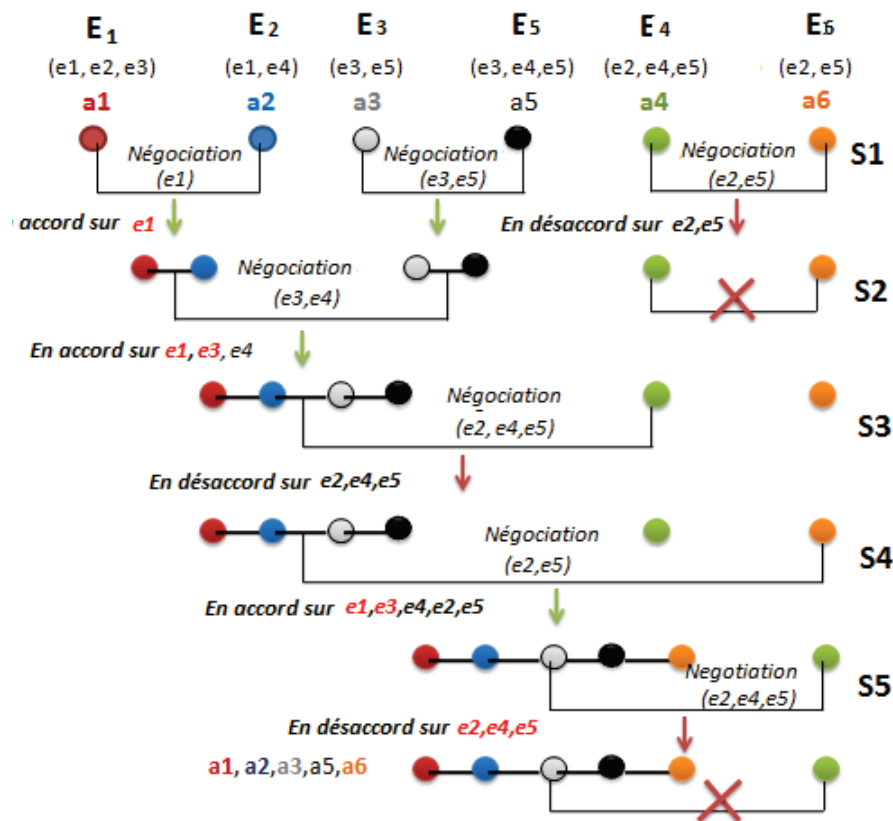 E1 E2 E3 E5 E4 E6
(e1, e2, e3) (e1, e4) (e3, e5) (e3, e4,e5) (e2, e4,e5) (e2, e5)
a1 a2 a3 a5 a4 a6
Négociation Négociation Négociation S1
(e1) (e3,e5) (e2,e5)
n accord sur e1 En désaccord sur e2,e5
Négociation S2
(e3,e4)
En accord sur e1, e3, e4
Négociation S3
(e2, e4,e5)
En désaccord sur e2,e4,e5
Négociation S4
(e2,e5)
En accord sur e1,e3,e4,e2,e5
Negotiation S5
(e2,e4,e5)
En désaccord sur e2,e4,e5
a1, a2,a3,a5,a6